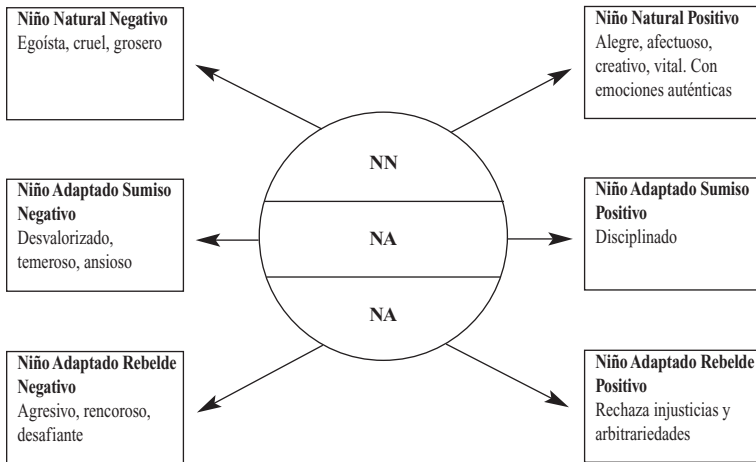 Niño Natural Negativo
Egoísta, cruel, grosero
Niño Natural Positivo
Alegre, afectuoso,
creativo, vital. Con
emociones auténticas
NN
Niño Adaptado Sumiso
Negativo
Desvalorizado,
temeroso, ansioso
NA
Niño Adaptado Sumiso
Positivo
Disciplinado
NA
Niño Adaptado Rebelde
Negativo
Agresivo, rencoroso,
desafiante
Niño Adaptado Rebelde
Positivo
Rechaza injusticias y
arbitrariedades